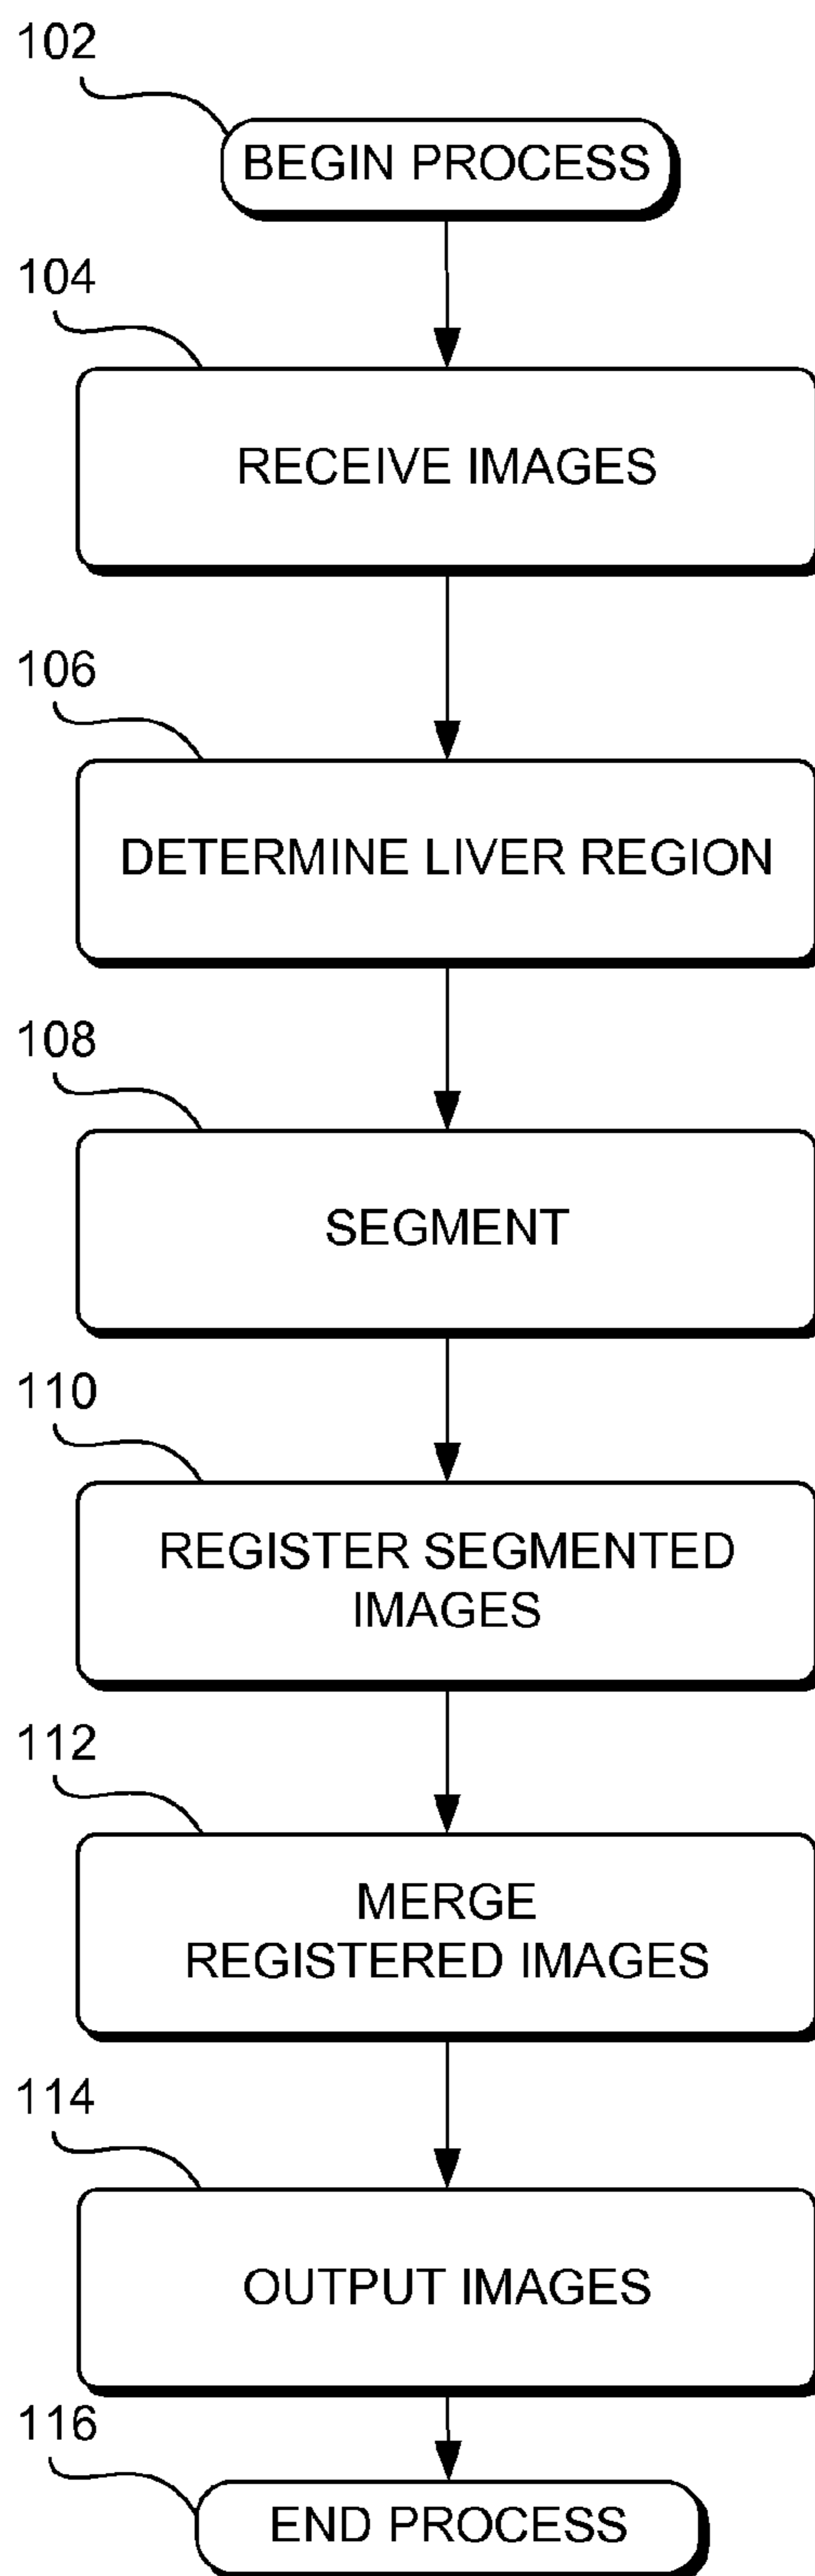 102
BEGIN PROCESS
104
RECEIVE IMAGES
106
DETERMINE LIVER REGION
108
SEGMENT
110
REGISTER SEGMENTED
IMAGES
112
MERGE
REGISTERED IMAGES
114
OUTPUT IMAGES
116
END PROCESS